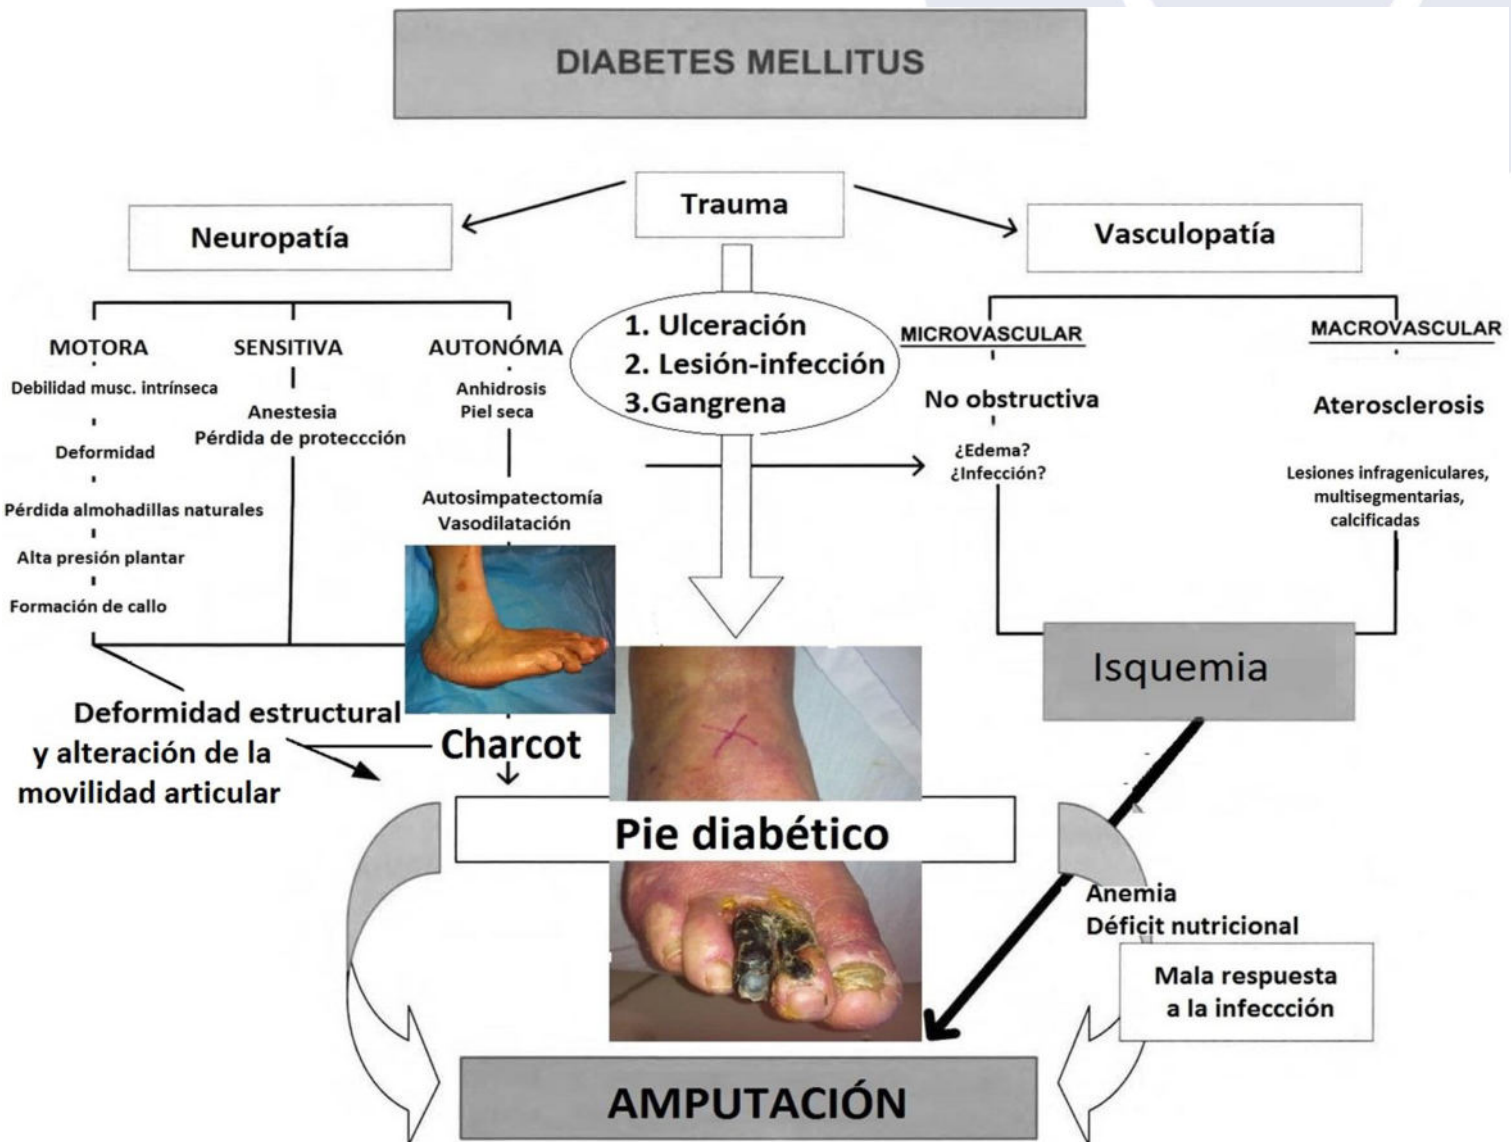 DIABETES MELLITUS
Trauma
Neuropatía
Vasculopatía
1. Ulceración
2. Lesión-infección
3.Gangrena
MOTORA
Debilidad musc. intrínseca
Deformidad
Pérdida almohadillas naturales
Alta presión plantar
Formación de callo
SENSITIVA
Anestesia
Pérdida de protecccíón
AUTONÓMA
Anhidrosis
Piel seca
Autosimpatectomía
Vasodilatación
MICROVASCULAR
No obstructiva
¿Edema?
¿Infección?
MACROVASCULAR
Aterosclerosis
Lesiones infrageniculares,
multisegmentarias,
calcificadas
Isquemia
Deformidad estructural
y alteración de la
movilidad articular
Charcot
Pie diabético
Anemia
Déficit nutricional
Mala respuesta
a la infeccción
AMPUTACIÓN